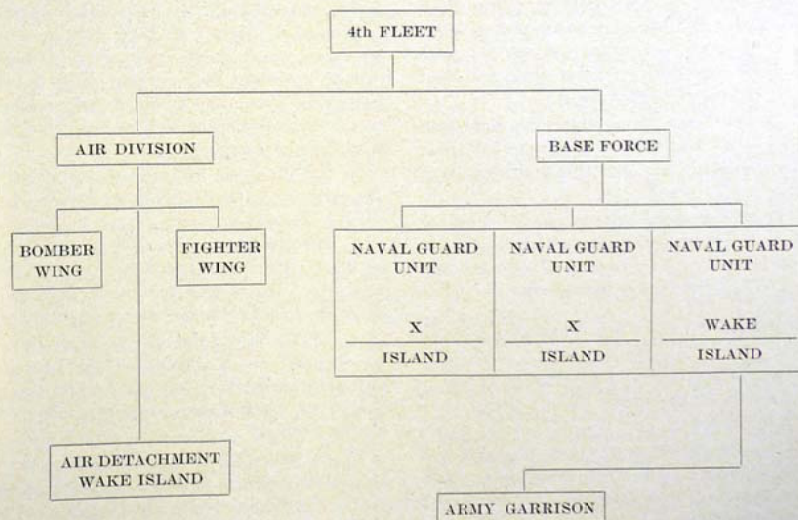 4th FLEET
AIR DIVISION
BASE FORCE
BOMBER
WING
FIGHTER
WING
NAVAL GUARD
UNIT
X
ISLAND
NAVAL GUARD
UNIT
X
ISLAND
NAVAL GUARD
UNIT
WAKE
ISLAND
AIR DETACHMENT
WAKE ISLAND
ARMY GARRISON